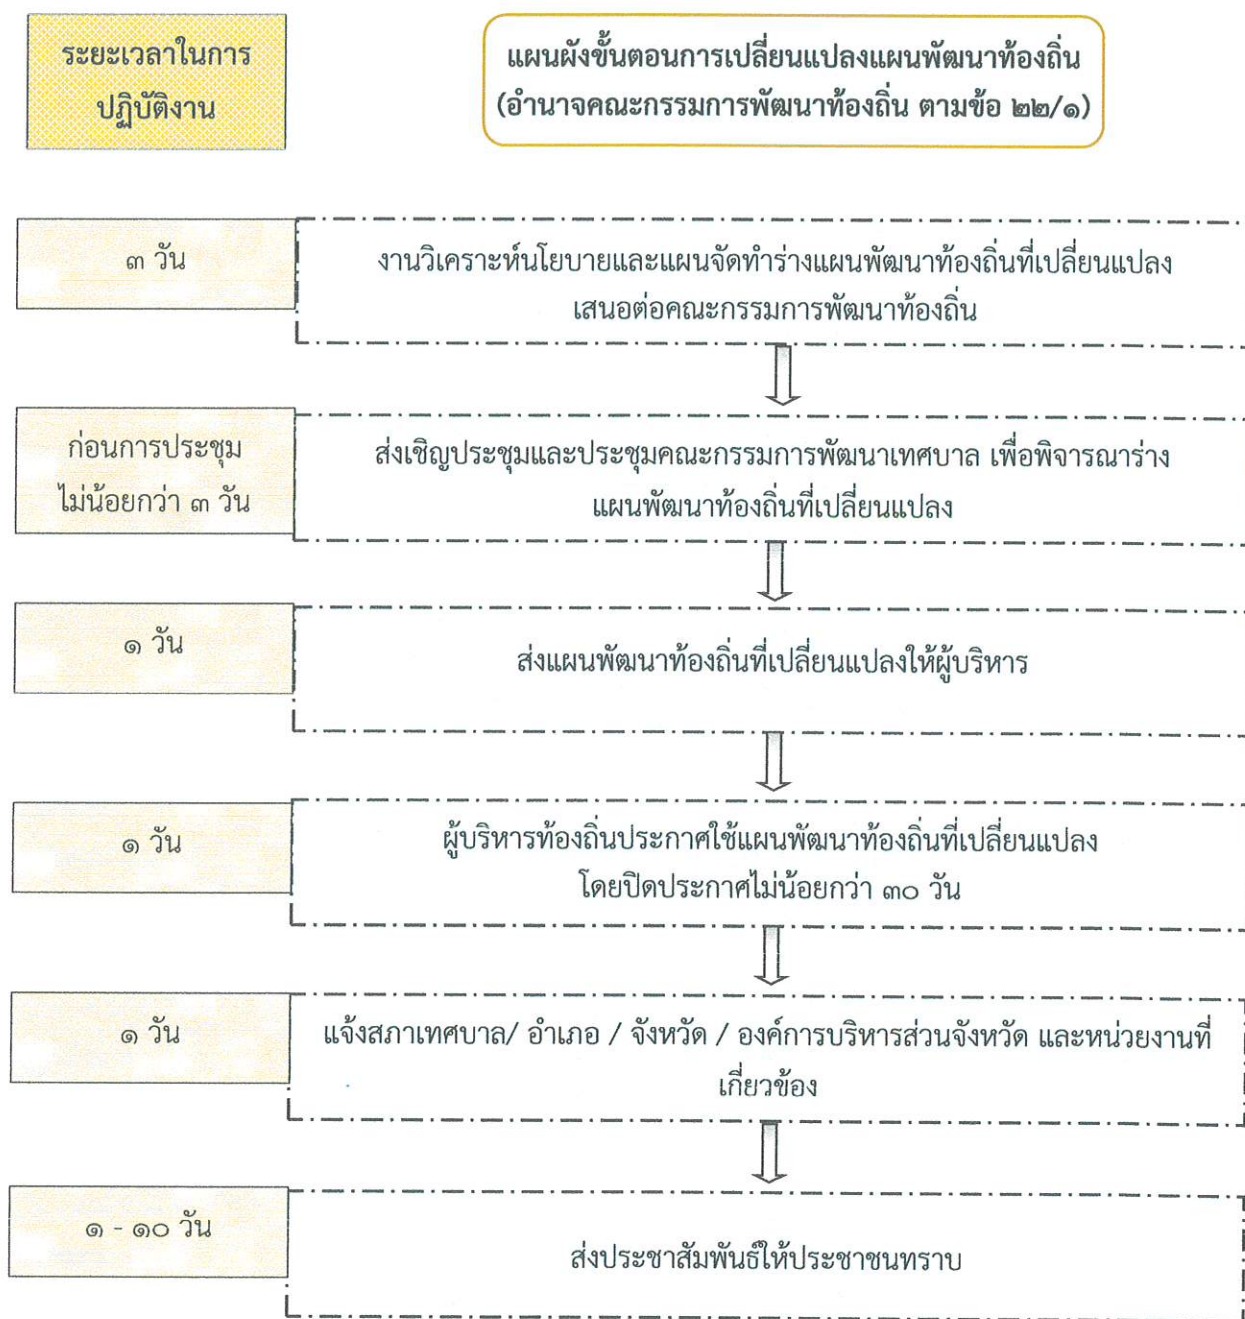 ระยะเวลาในการ
ปฏิบัติงาน
แผนผังขั้นตอนการเปลี่ยนแปลงแผนพัฒนาท้องถิ่น
(อำนาจคณะกรรมการพัฒนาท้องถิ่น ตามข้อ ๒๒/๑)
๓ วัน
งานวิเคราะห์นโยบายและแผนจัดทำร่างแผนพัฒนาท้องถิ่นที่เปลี่ยนแปลง
เสนอต่อคณะกรรมการพัฒนาท้องถิ่น
ก่อนการประชุม
ไม่น้อยกว่า ๓ วัน
ส่งเชิญประชุมและประชุมคณะกรรมการพัฒนาเทศบาล เพื่อพิจารณาร่าง
แผนพัฒนาท้องถิ่นที่เปลี่ยนแปลง
๑ วัน
ส่งแผนพัฒนาท้องถิ่นที่เปลี่ยนแปลงให้ผู้บริหาร
๑ วัน
ผู้บริหารท้องถิ่นประกาศใช้แผนพัฒนาท้องถิ่นที่เปลี่ยนแปลง
โดยปิดประกาศไม่น้อยกว่า ๓๐ วัน
๑ วัน
แจ้งสภาเทศบาล/ อำเภอ / จังหวัด / องค์การบริหารส่วนจังหวัด และหน่วยงานที่
เกี่ยวข้อง
๑ - ๑๐ วัน
ส่งประชาสัมพันธ์ให้ประชาชนทราบ